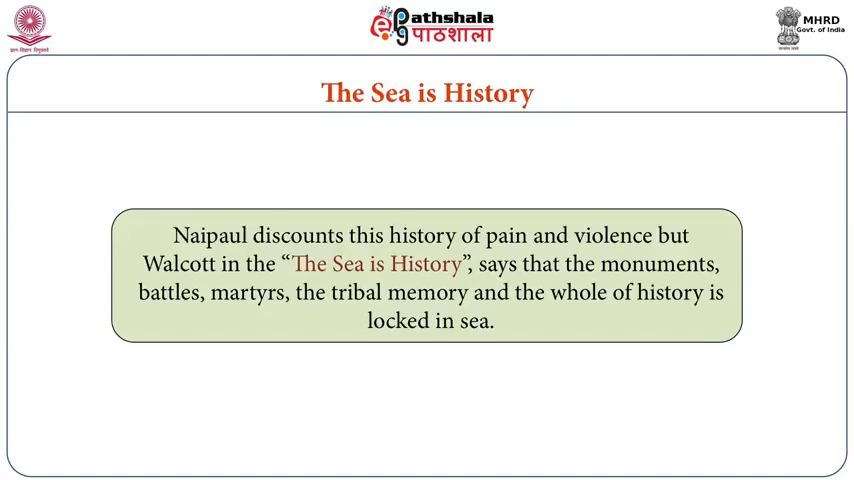 ePathshala
पाठशाला
MHRD
Govt. of India
The Sea is History
Naipaul discounts this history of pain and violence but
Walcott in the “The Sea is History”, says that the monuments,
battles, martyrs, the tribal memory and the whole of history is
locked in sea.